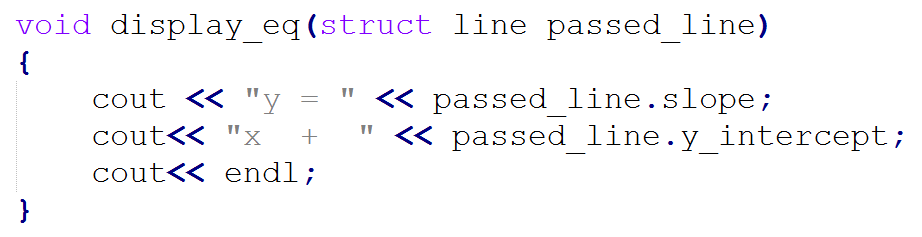 void display_eq(struct line passed_line)
{
    cout << "y = " << passed_line.slope;
    cout<< "x  +  " << passed_line.y_intercept;
    cout<< endl;
}